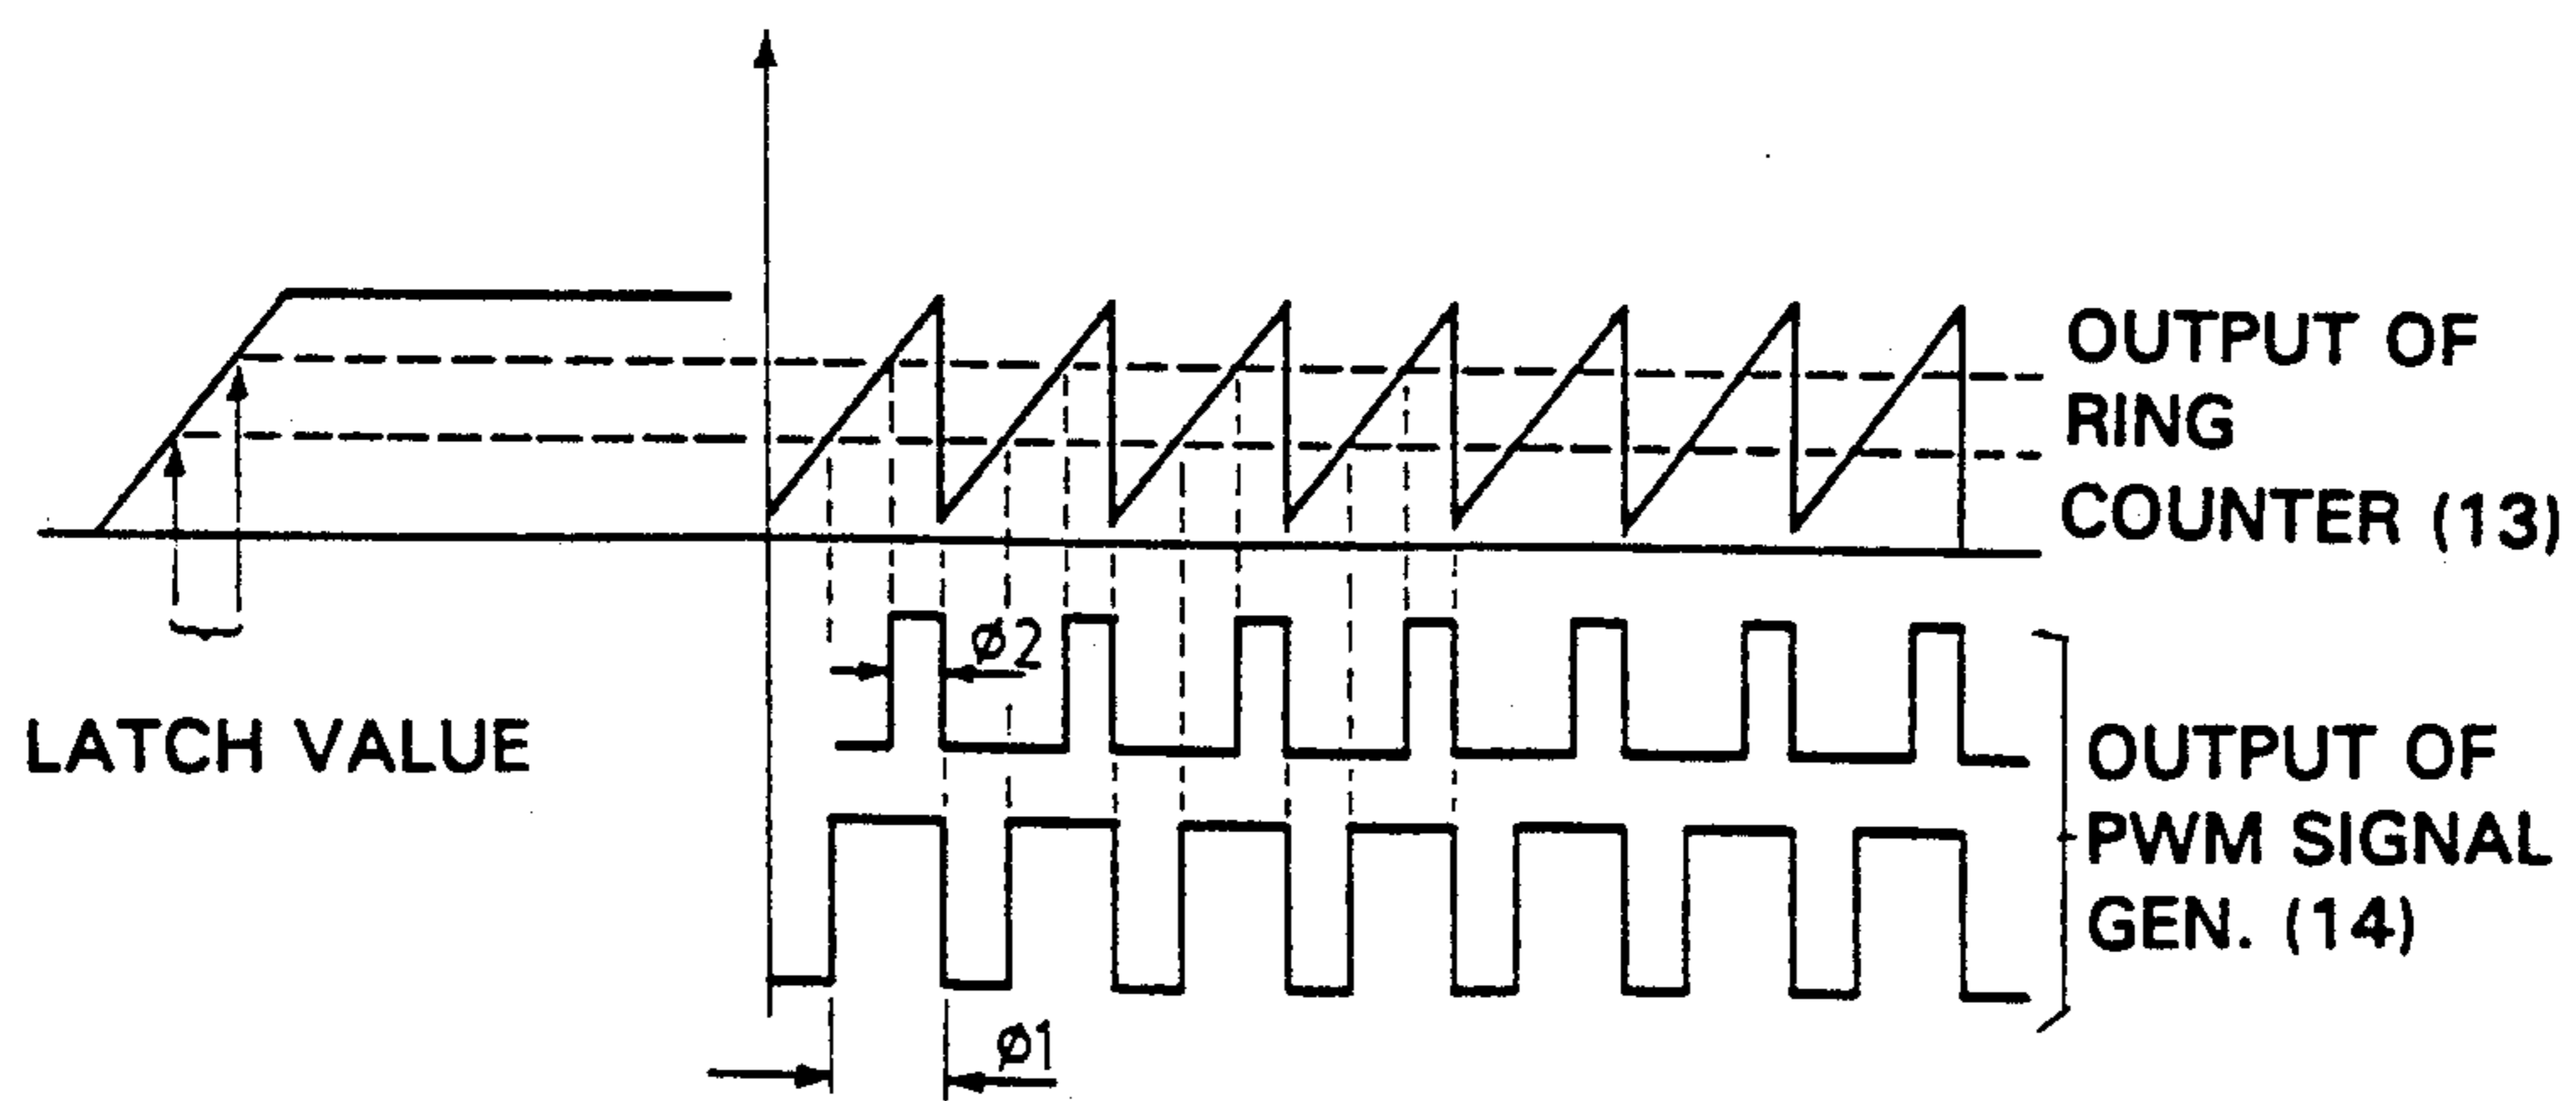 OUTPUT OF
RING
COUNTER (13)
ø2
LATCH VALUE
OUTPUT OF
PWM SIGNAL
GEN. (14)
ø1